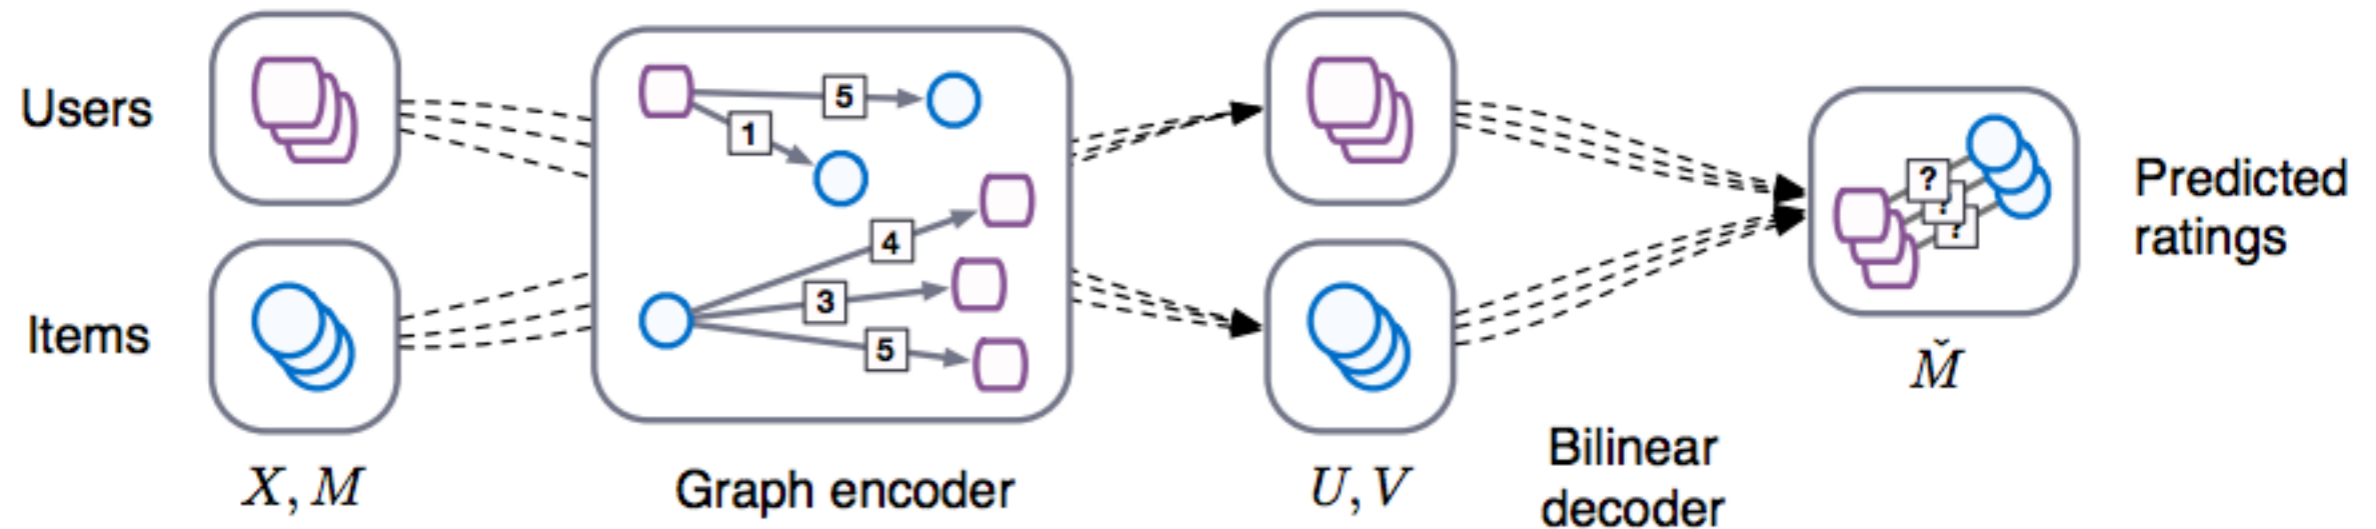 Users
Items
X, M
5
1
4
3
5
Graph encoder
U, V
Bilinear
decoder
?
?
?
M̌
Predicted
ratings